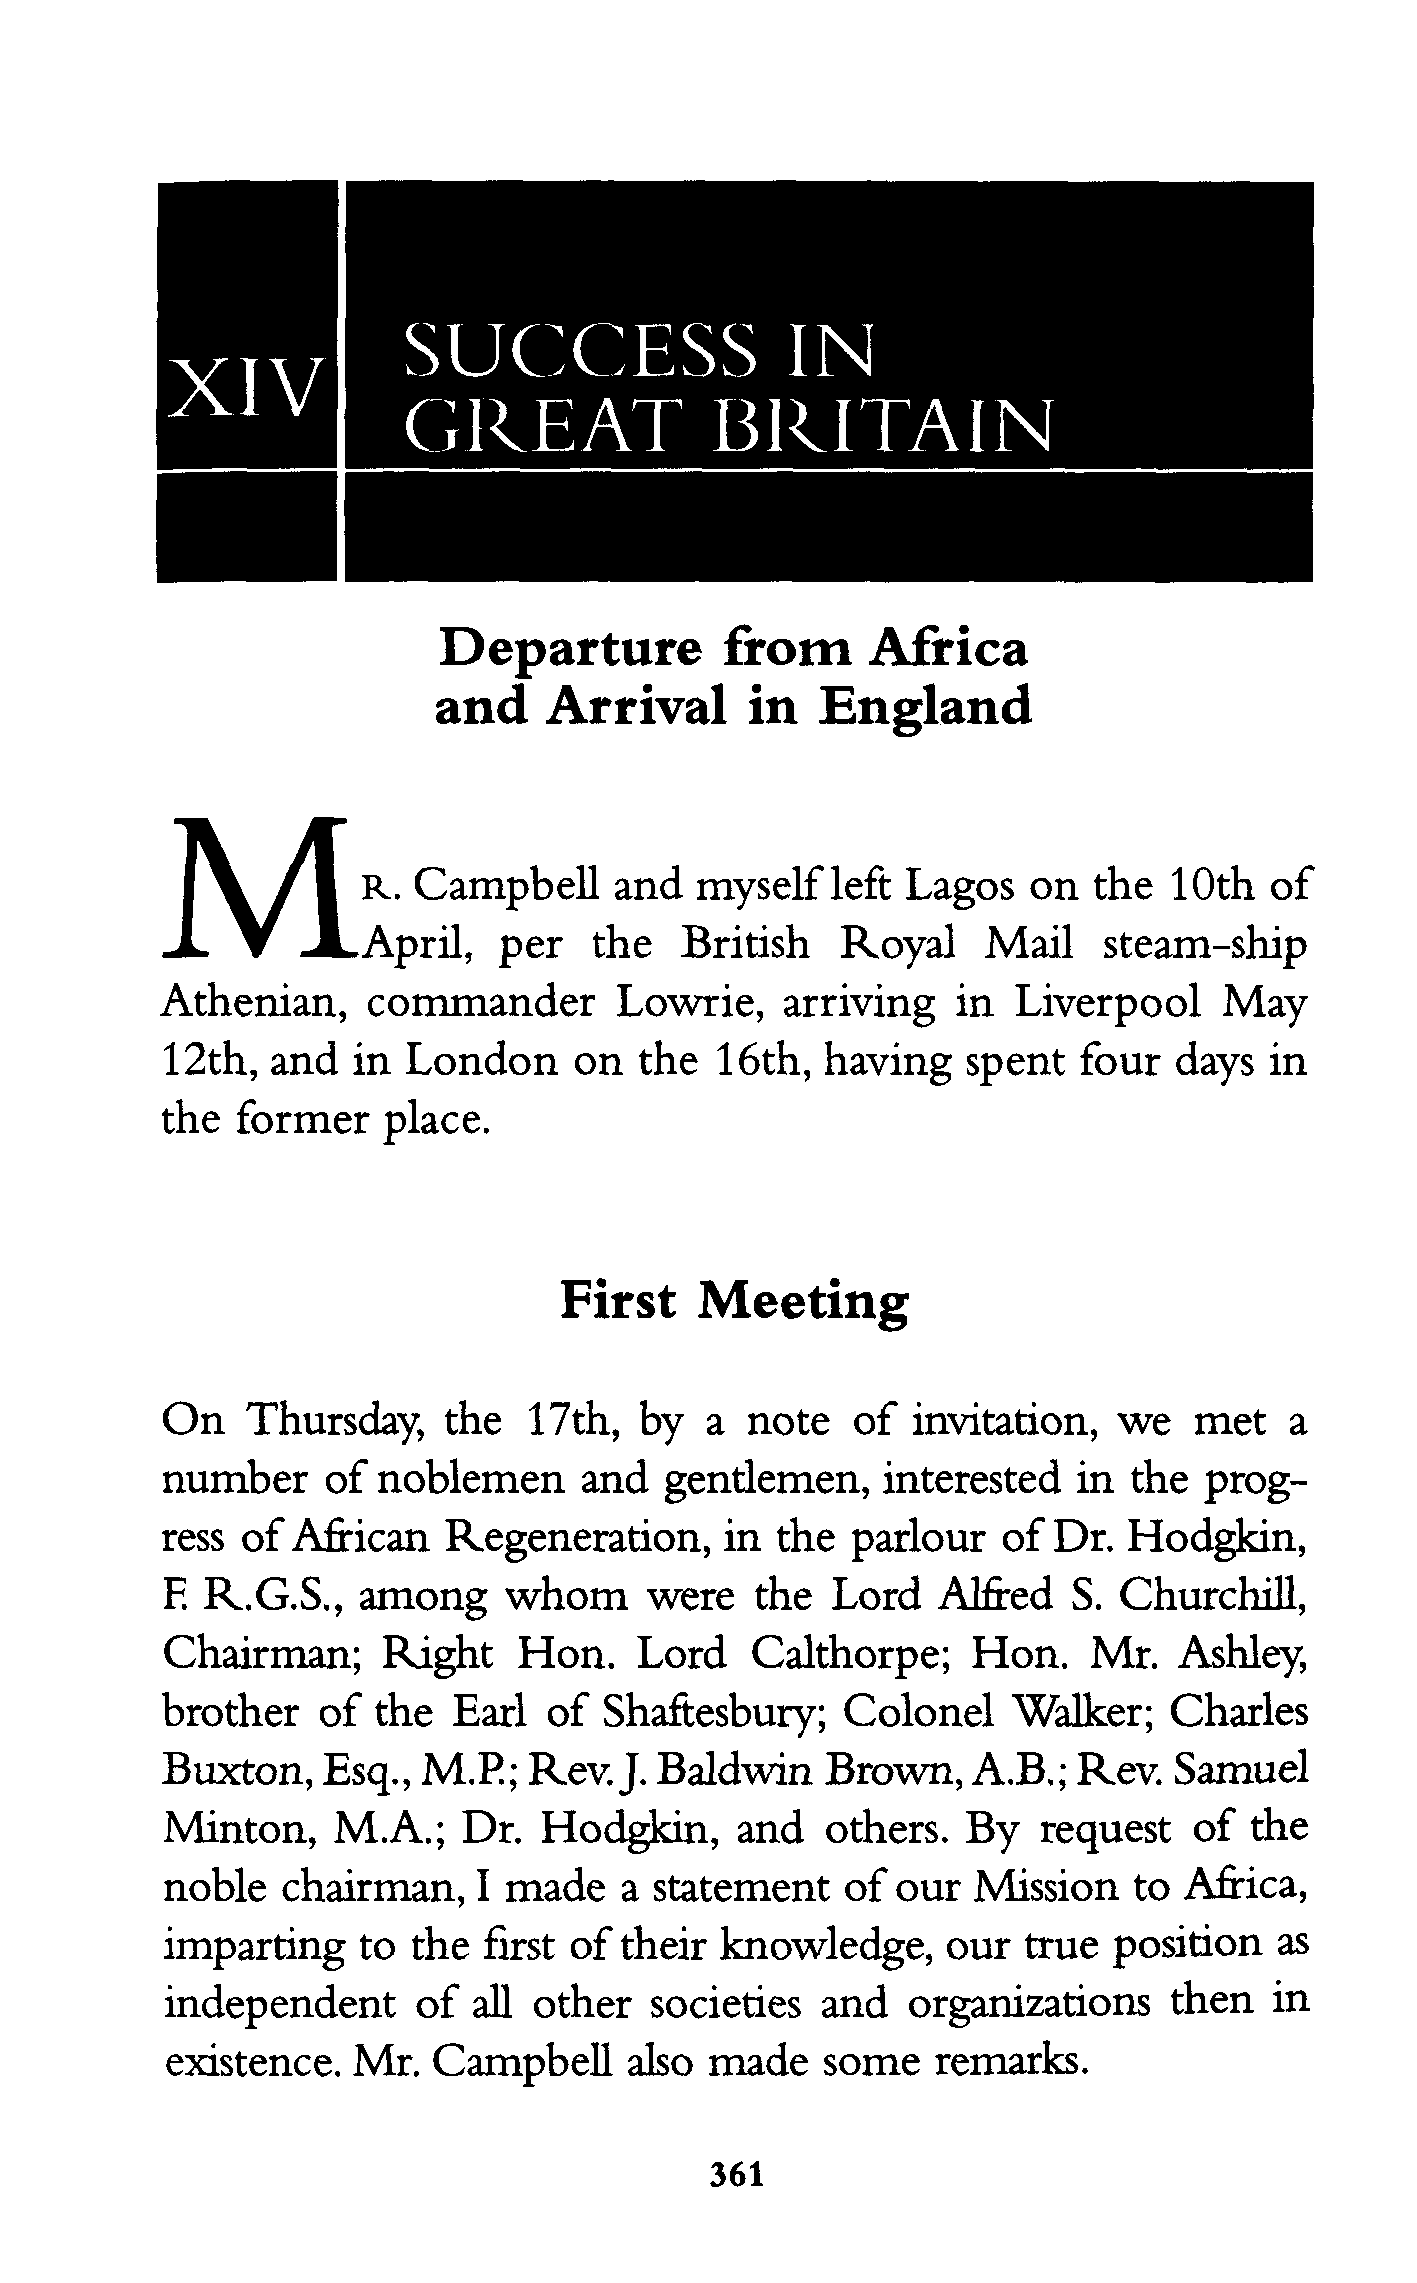 XIV
SUCCESS IN
GREAT BRITAIN
Departure from Africa
and Arrival in England
MR. Campbell and myself left Lagos on the 10th of
April, per the British Royal Mail steam-ship
Athenian, commander Lowrie, arriving in Liverpool May
12th, and in London on the 16th, having spent four days in
the former place.
First Meeting
On Thursday, the 17th, by a note of invitation, we met a
number of noblemen and gentlemen, interested in the prog-
ress of African Regeneration, in the parlour of Dr. Hodgkin,
F. R.G.S., among whom were the Lord Alfred S. Churchill,
Chairman; Right Hon. Lord Calthorpe; Hon. Mr. Ashley,
brother of the Earl of Shaftesbury; Colonel Walker; Charles
Buxton, Esq., M.P.; Rev. J. Baldwin Brown, A.B.; Rev. Samuel
Minton, M.A.; Dr. Hodgkin, and others. By request of the
noble chairman, I made a statement of our Mission to Africa,
imparting to the first of their knowledge, our true position as
independent of all other societies and organizations then in
existence. Mr. Campbell also made some remarks.
361